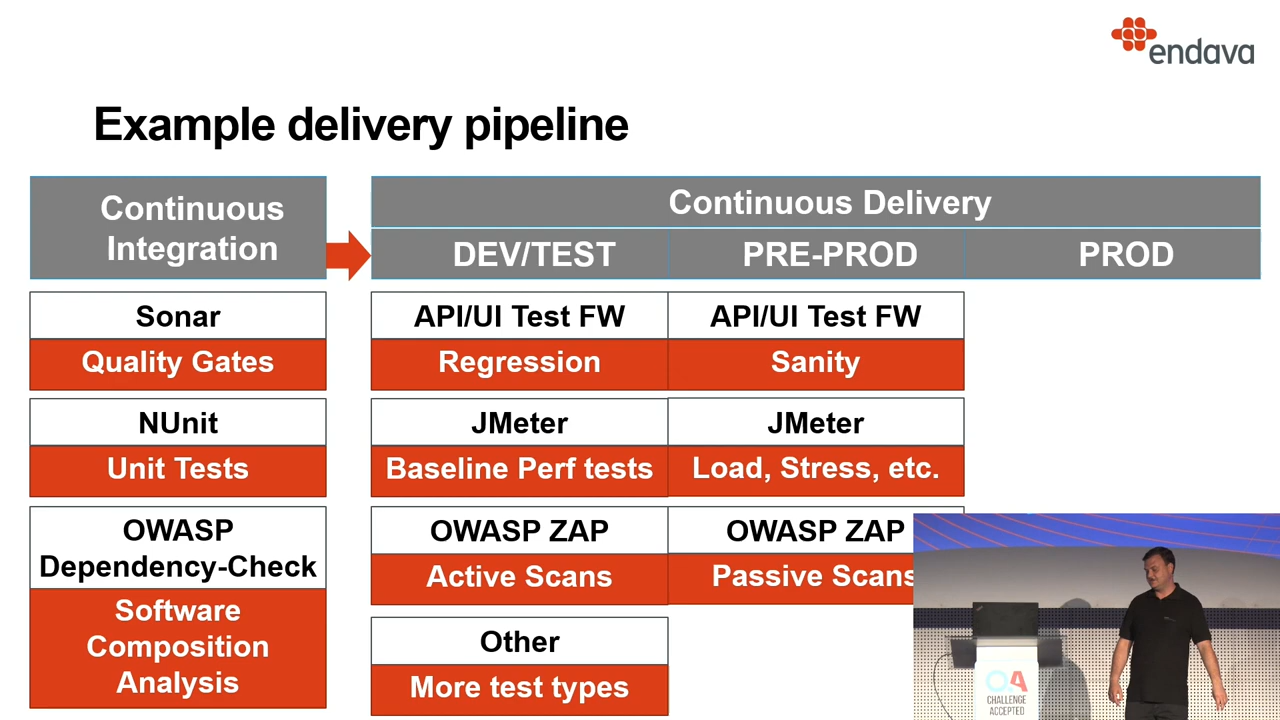 endava
Example delivery pipeline
Continuous
Integration
Continuous Delivery
DEV/TEST
PRE-PROD
PROD
Sonar
Quality Gates
NUnit
Unit Tests
OWASP
Dependency-Check
Software
Composition
Analysis
API/UI Test FW
Regression
JMeter
Baseline Perf tests
OWASP ZAP
Active Scans
Other
More test types
API/UI Test FW
Sanity
JMeter
Load, Stress, etc.
OWASP ZAP
Passive Scans
QA
CHALLENGE
ACCEPTED